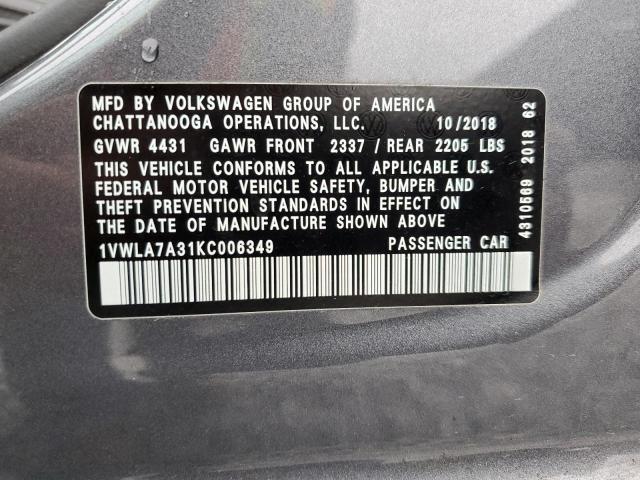 MFD BY VOLKSWAGEN GROUP OF AMERICA
CHATTANOOGA OPERATIONS, LLC. 10/2018
GVWR 4431 GAWR FRONT 2337 / REAR 2205 LBS
THIS VEHICLE CONFORMS TO ALL APPLICABLE U.S.
FEDERAL MOTOR VEHICLE SAFETY, BUMPER AND
THEFT PREVENTION STANDARDS IN EFFECT ON
THE DATE OF MANUFACTURE SHOWN ABOVE
1VWLA7A31KC006349 PASSENGER CAR
4310569 2018 62